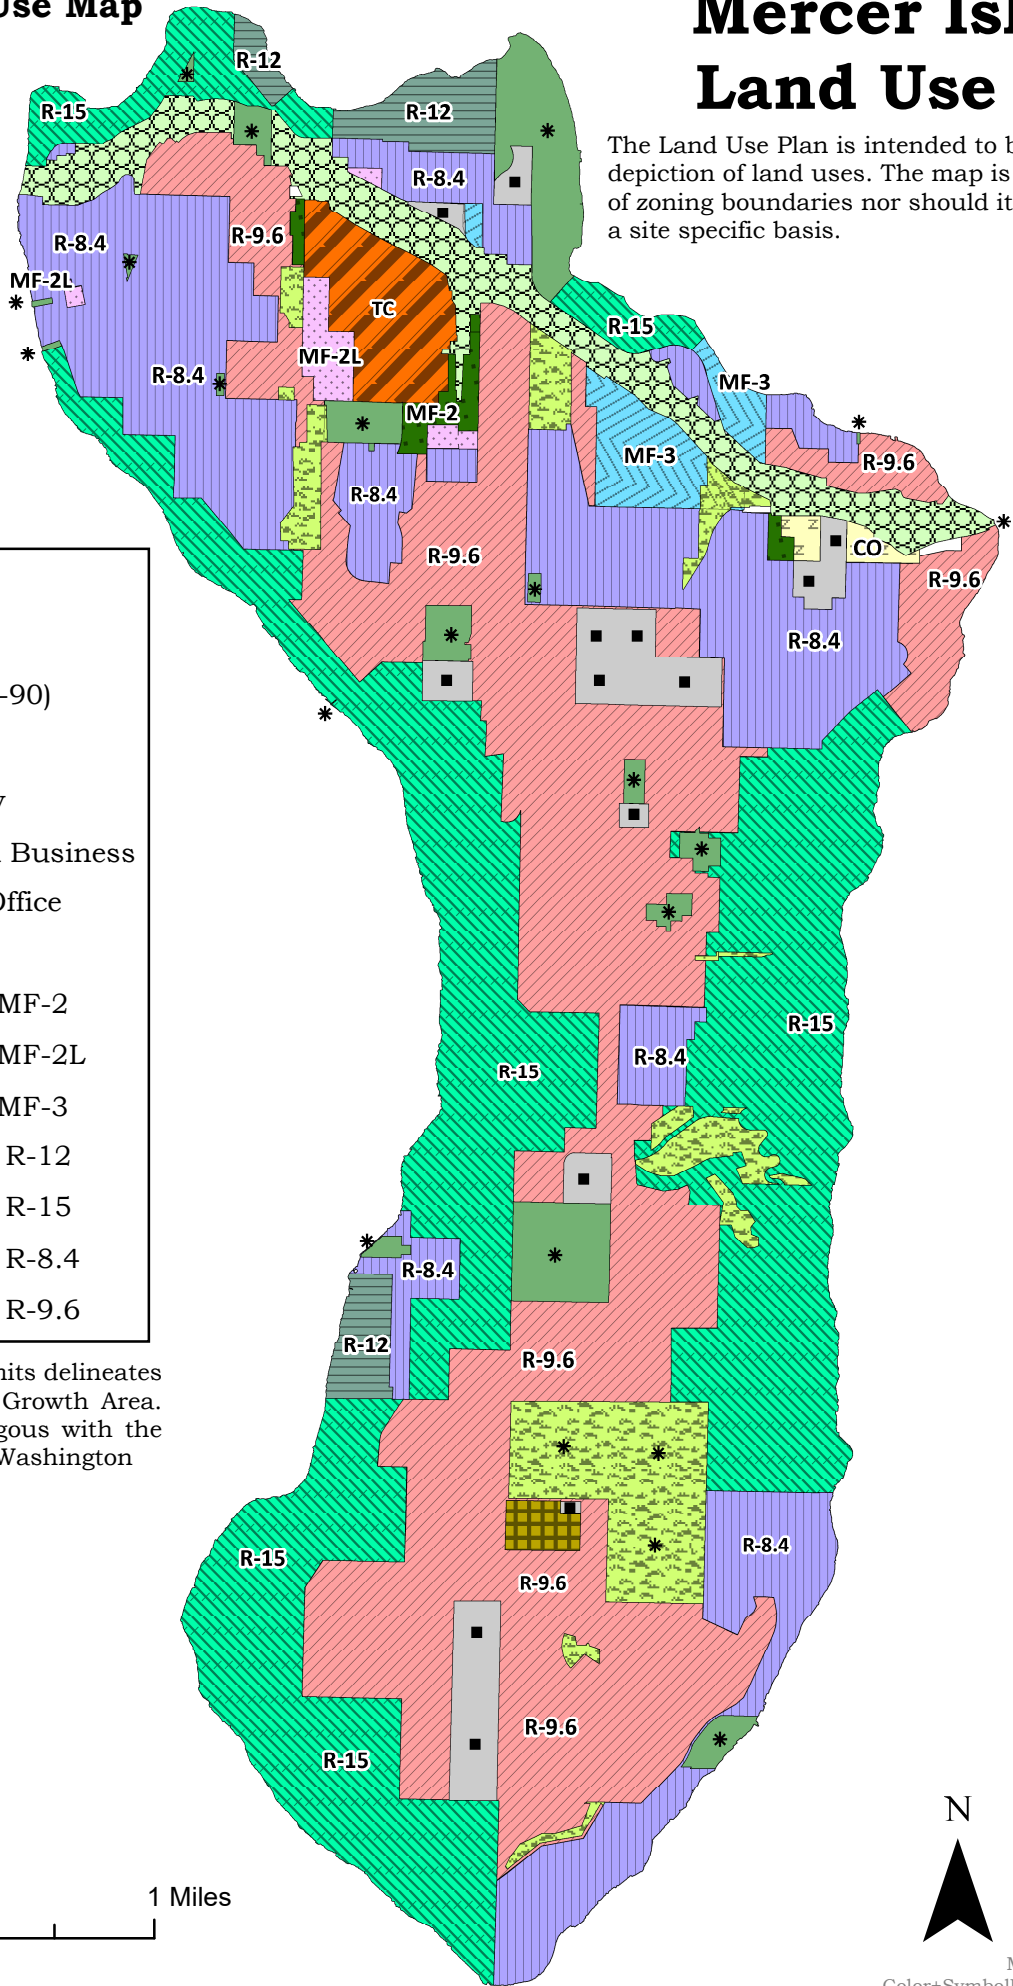 Use Map
Mercer Isl
Land Use
The Land Use Plan is intended to b
depiction of land uses. The map is
of zoning boundaries nor should it
a site specific basis.
R-12
R-15
R-12
R-8.4
R-8.4
R-9.6
MF-2L
TC
R-15
MF-2L
R-8.4
MF-3
MF-2
MF-3
R-9.6
R-8.4
R-9.6
CO
R-9.6
R-8.4
-90)
Business
Office
MF-2
MF-2L
MF-3
R-12
R-15
R-8.4
R-9.6
R-15
R-8.4
R-15
R-8.4
R-12
R-9.6
mits delineates
Growth Area.
gous with the
Washington
R-15
R-8.4
R-9.6
R-9.6
R-15
N
1 Miles